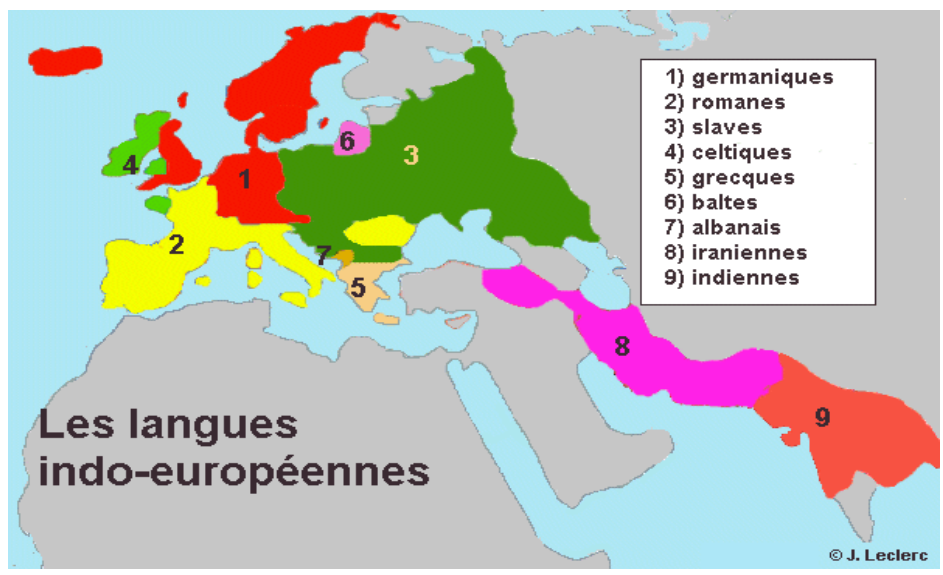 1) germaniques
2) romanes
3) slaves
4) celtiques
5) grecques
6) baltes
7) albanais
8) iraniennes
9) indiennes
6
3
4
1
2
7
5
8
9
Les langues
indo-européennes
© J. Leclerc